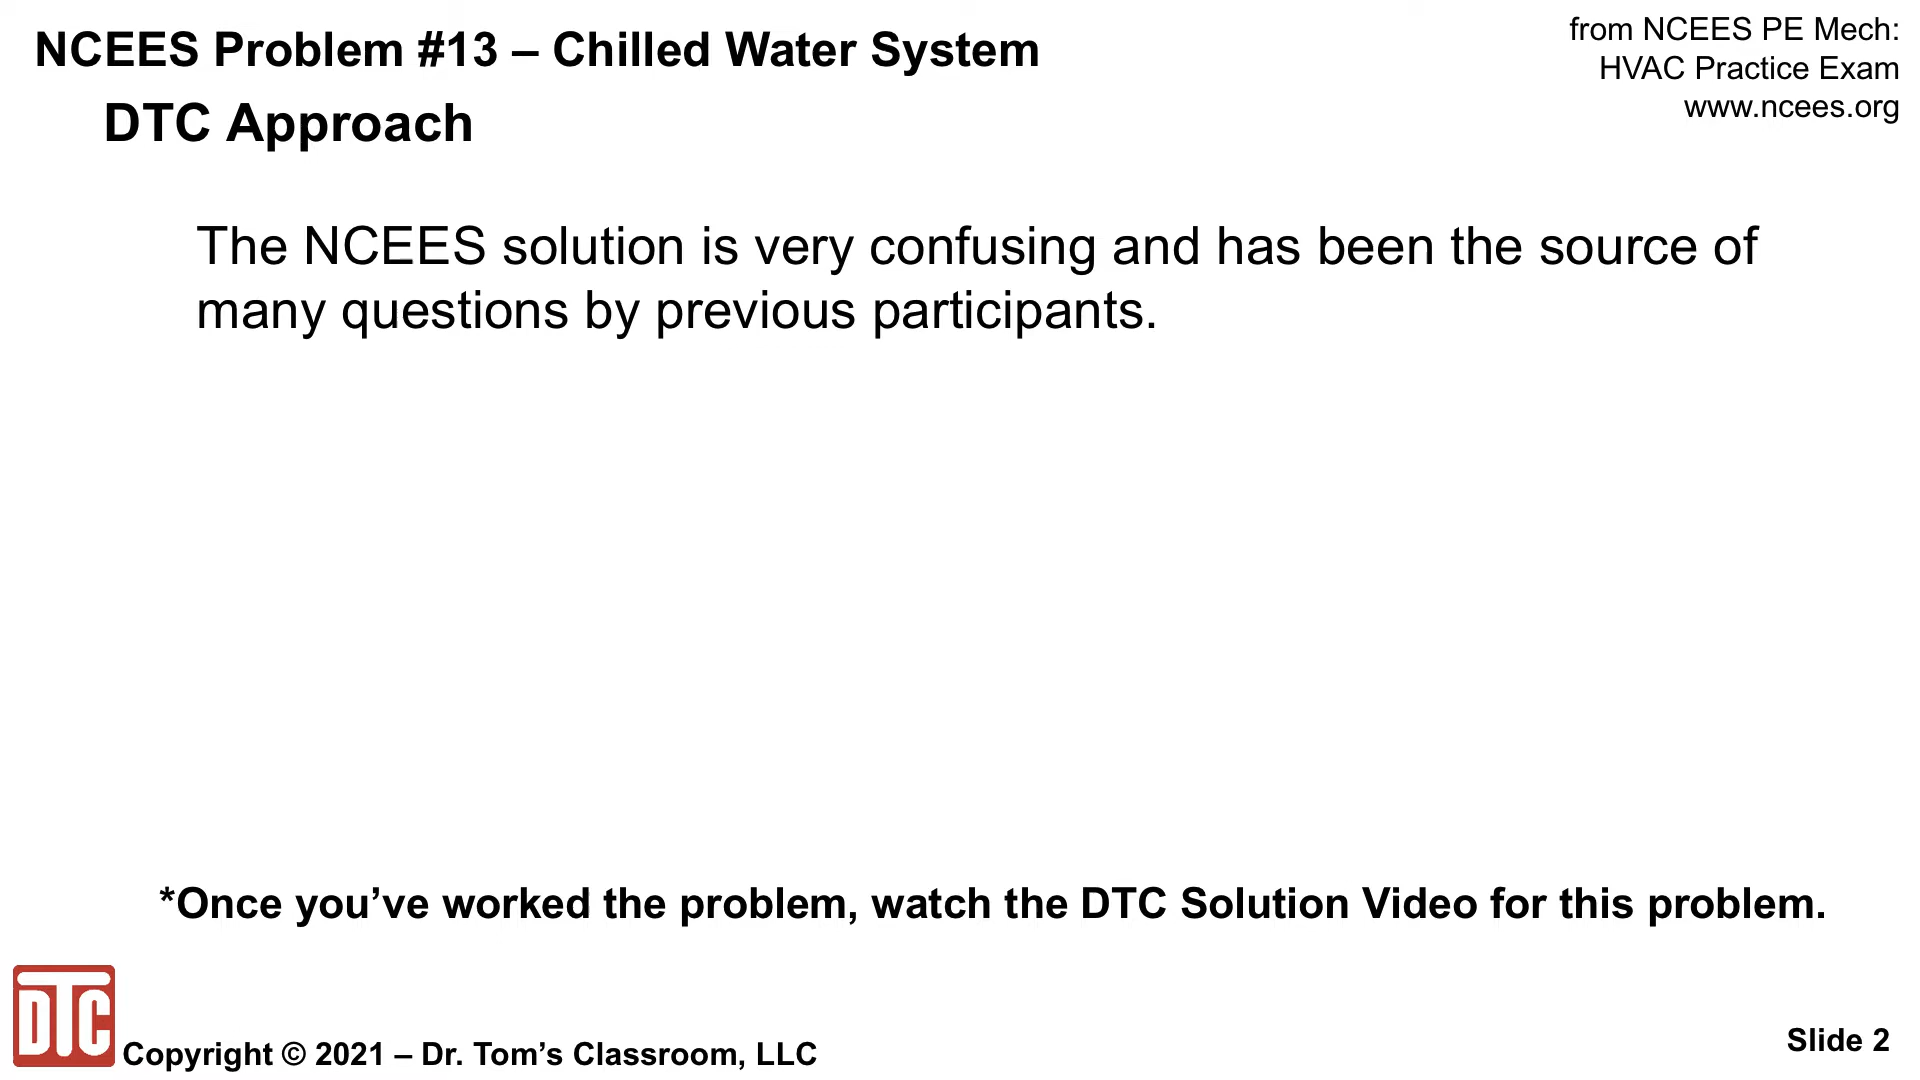 NCEES Problem #13 – Chilled Water System
DTC Approach
from NCEES PE Mech:
HVAC Practice Exam
www.ncees.org
The NCEES solution is very confusing and has been the source of
many questions by previous participants.
*Once you’ve worked the problem, watch the DTC Solution Video for this problem.
DTC
Copyright © 2021 – Dr. Tom’s Classroom, LLC
Slide 2